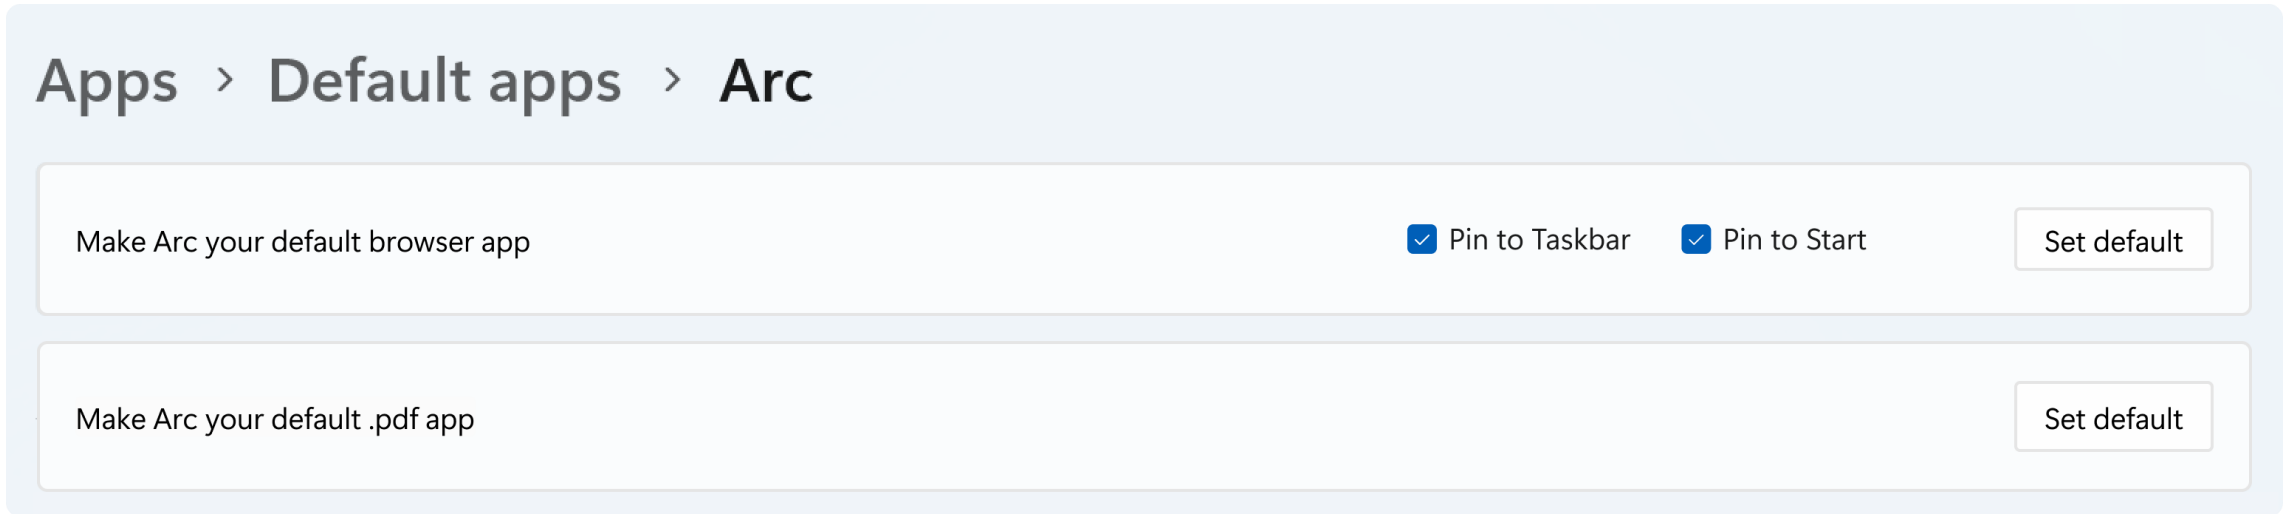 Apps > Default apps > Arc
Make Arc your default browser app Pin to Taskbar Pin to Start Set default
Make Arc your default .pdf app Set default